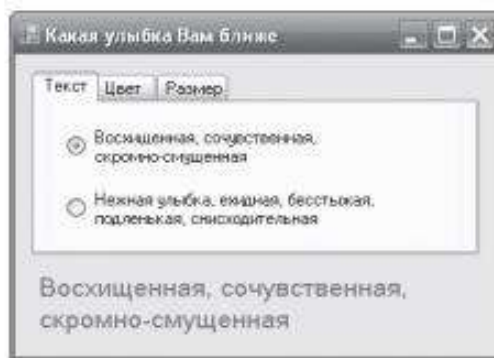 Какая улыбка Вам ближе
Текст Цвет Размер
Восхищенная, сочувственная,
скромно-смущенная
Нежная улыбка, ехидная, бесстыжая,
подленькая, снисходительная
Восхищенная, сочувственная,
скромно-смущенная